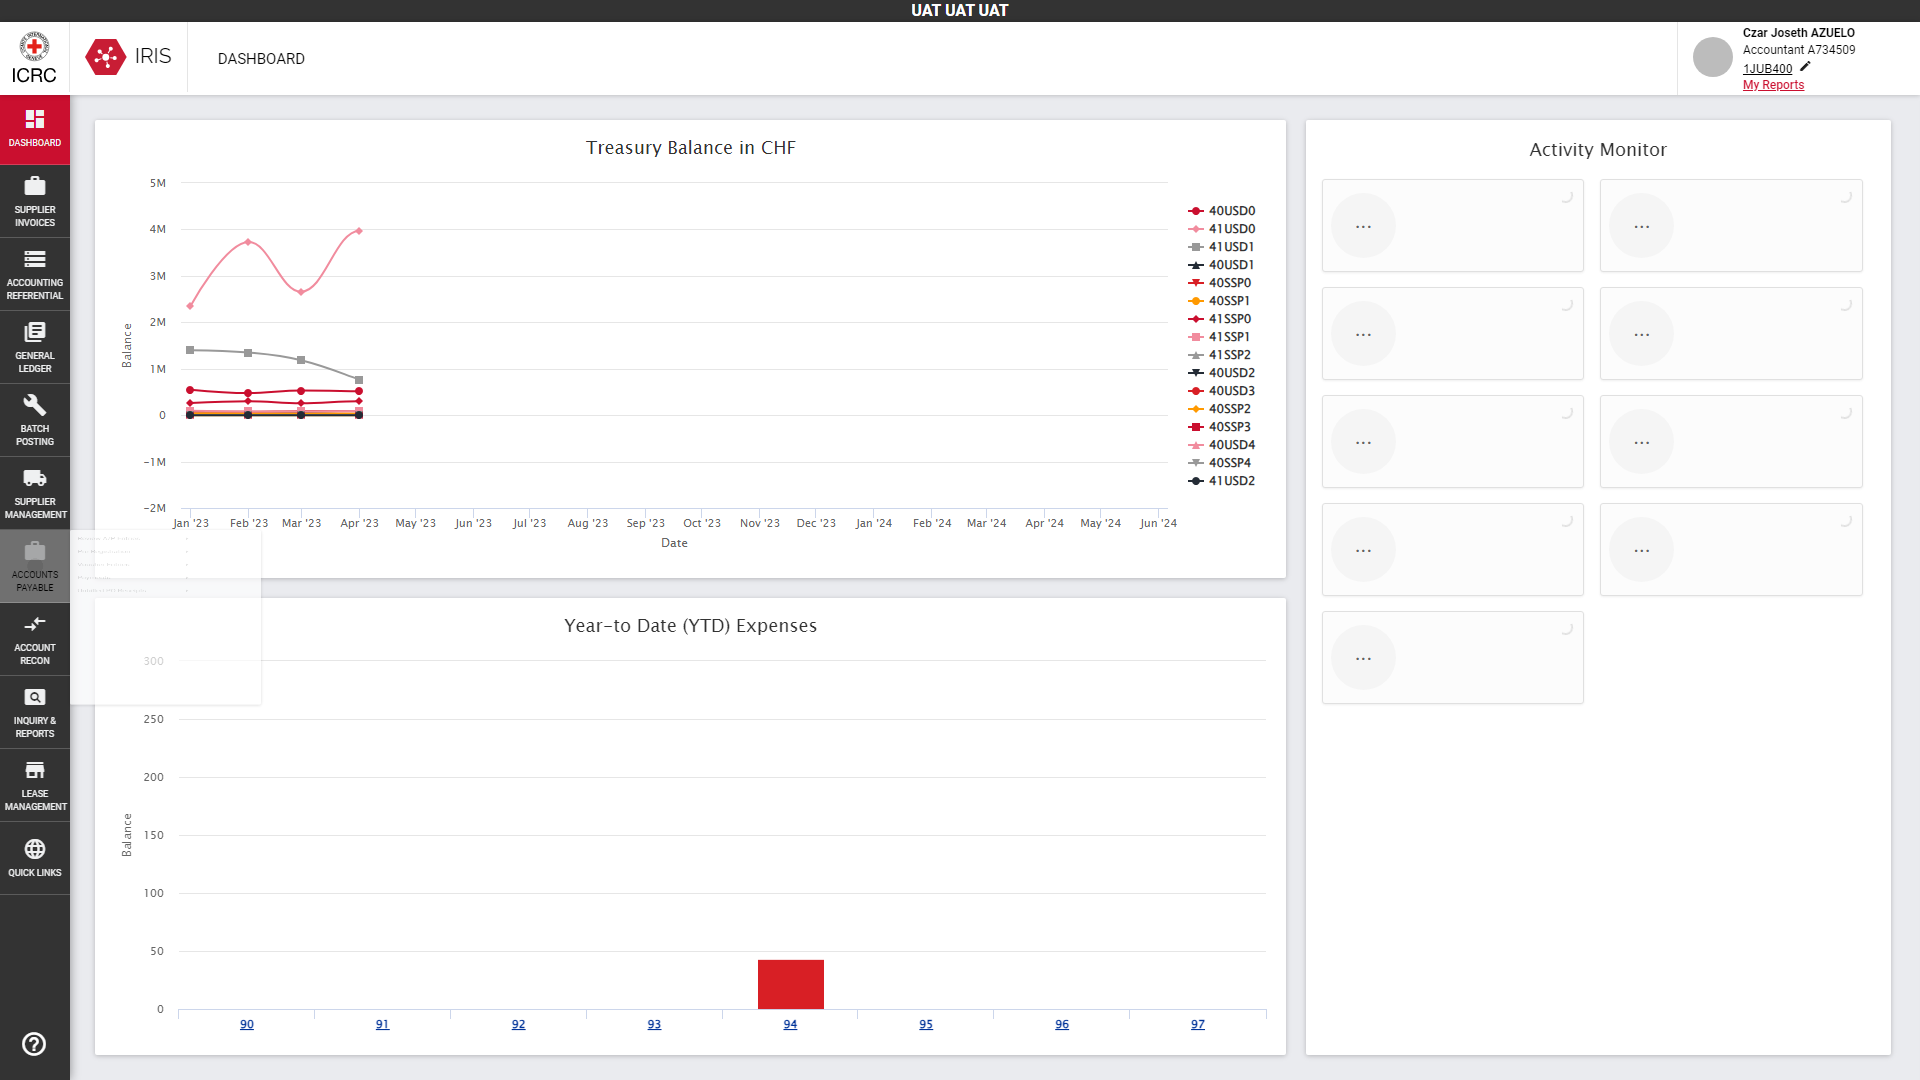 UAT UAT UAT
ICRC
IRIS
DASHBOARD
Czar Joseth AZUELO
Accountant A734509
1JUB400
My Reports
DASHBOARD
SUPPLIER
INVOICES
ACCOUNTING
REFERENTIAL
GENERAL
LEDGER
BATCH
POSTING
SUPPLIER
MANAGEMENT
ACCOUNTS
PAYABLE
ACCOUNT
RECON
INQUIRY &
REPORTS
LEASE
MANAGEMENT
QUICK LINKS
Treasury Balance in CHF
Balance
5M
4M
3M
2M
1M
0
-1M
-2M
Jan '23 Feb '23 Mar '23 Apr '23 May '23 Jun '23 Jul '23 Aug '23 Sep '23 Oct '23 Nov '23 Dec '23 Jan '24 Feb '24 Mar '24 Apr '24 May '24 Jun '24
Date
40USD0
41USD0
41USD1
40USD1
40SSP0
40SSP1
41SSP0
41SSP1
41SSP2
40USD2
40USD3
40SSP2
40SSP3
40USD4
40SSP4
41USD2
Year-to Date (YTD) Expenses
Balance
300
250
200
150
100
50
0
90 91 92 93 94 95 96 97
Activity Monitor
... ...
... ...
... ...
... ...
...